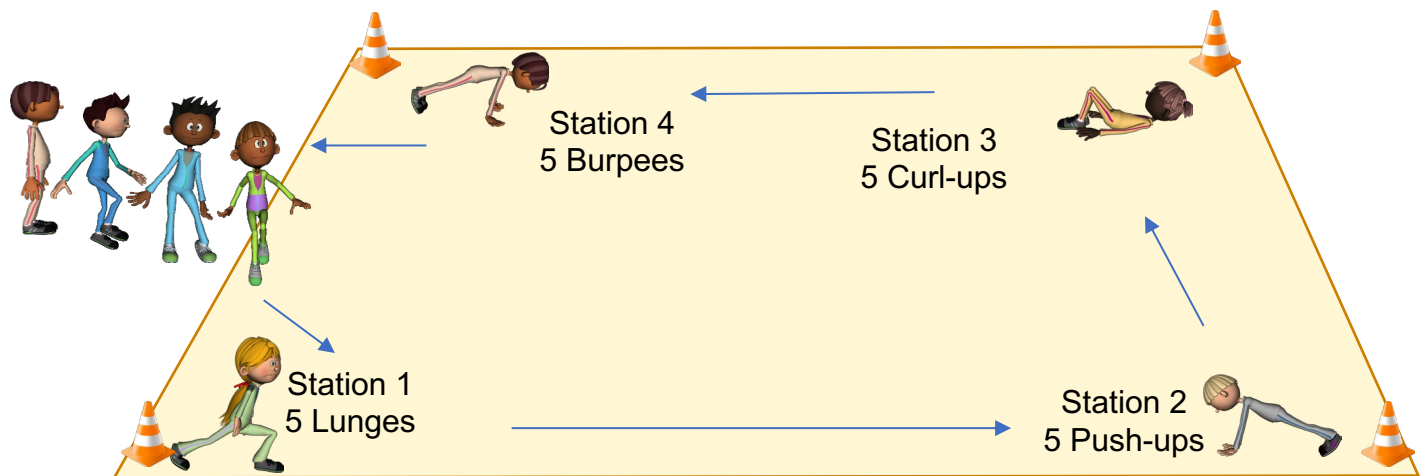 Station 4
5 Burpees
Station 3
5 Curl-ups
Station 1
5 Lunges
Station 2
5 Push-ups